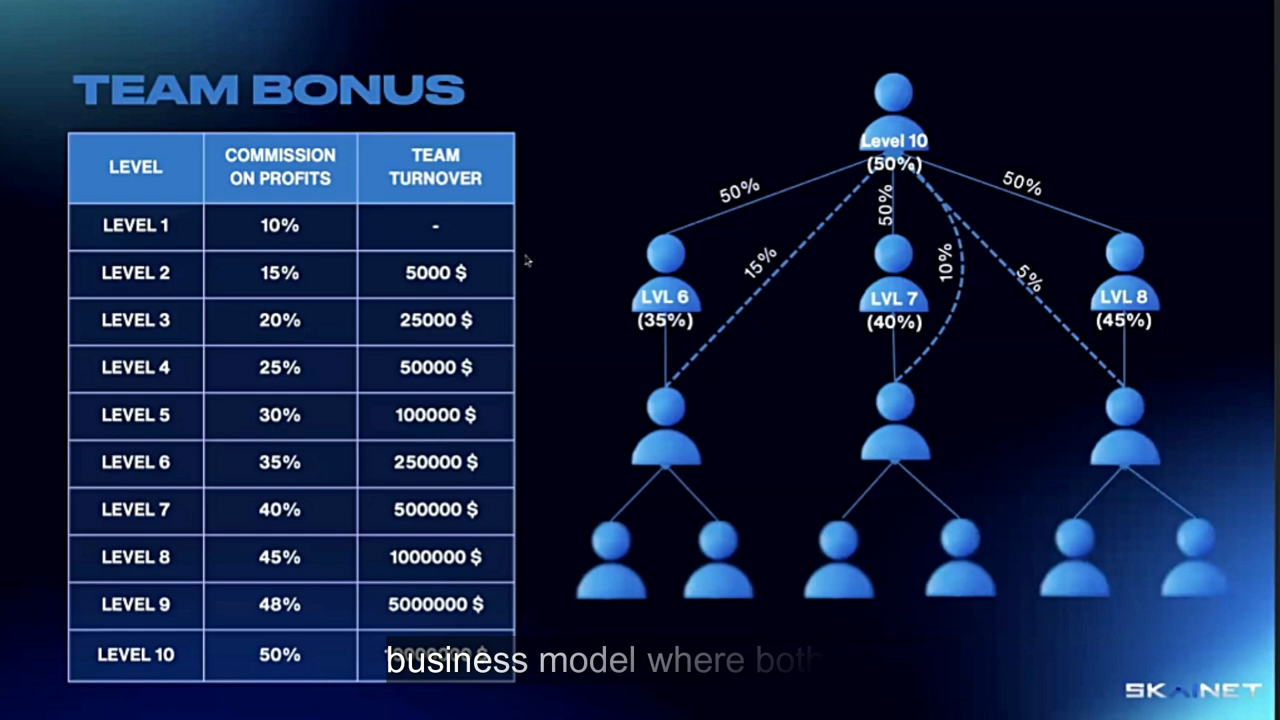 TEAM BONUS
LEVEL COMMISSION ON PROFITS TEAM TURNOVER
LEVEL 1 10% -
LEVEL 2 15% 5000 $
LEVEL 3 20% 25000 $
LEVEL 4 25% 50000 $
LEVEL 5 30% 100000 $
LEVEL 6 35% 250000 $
LEVEL 7 40% 500000 $
LEVEL 8 45% 1000000 $
LEVEL 9 48% 5000000 $
LEVEL 10 50%
Level 10
(50%)
50% 50% 50%
15% 10% 5%
LVL 6 LVL 7 LVL 8
(35%) (40%) (45%)
business model where both
SKAINET